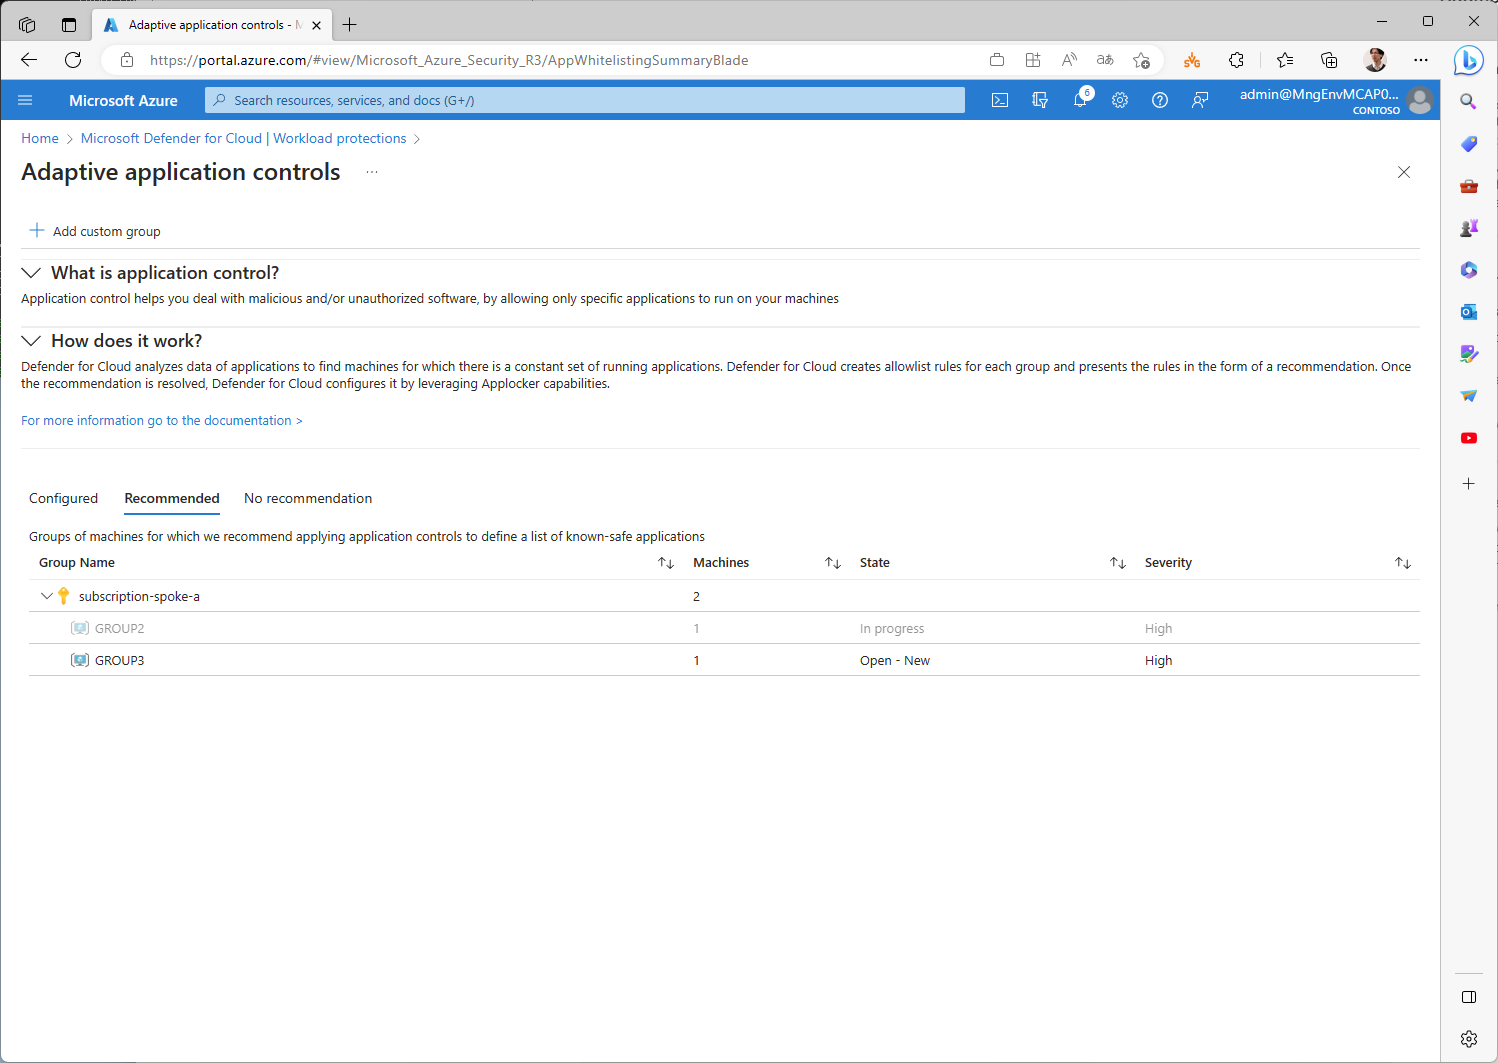 Adaptive application controls - M
https://portal.azure.com/#view/Microsoft_Azure_Security_R3/AppWhitelistingSummaryBlade
Microsoft Azure
Search resources, services, and docs (G+/)
6
admin@MngEnvMCAP0...
CONTOSO
Home > Microsoft Defender for Cloud | Workload protections >
Adaptive application controls ...
Add custom group
What is application control?
Application control helps you deal with malicious and/or unauthorized software, by allowing only specific applications to run on your machines
How does it work?
Defender for Cloud analyzes data of applications to find machines for which there is a constant set of running applications. Defender for Cloud creates allowlist rules for each group and presents the rules in the form of a recommendation. Once
the recommendation is resolved, Defender for Cloud configures it by leveraging Applocker capabilities.
For more information go to the documentation >
Configured Recommended No recommendation
Groups of machines for which we recommend applying application controls to define a list of known-safe applications
Group Name Machines State Severity
subscription-spoke-a 2
GROUP2 1 In progress High
GROUP3 1 Open - New High